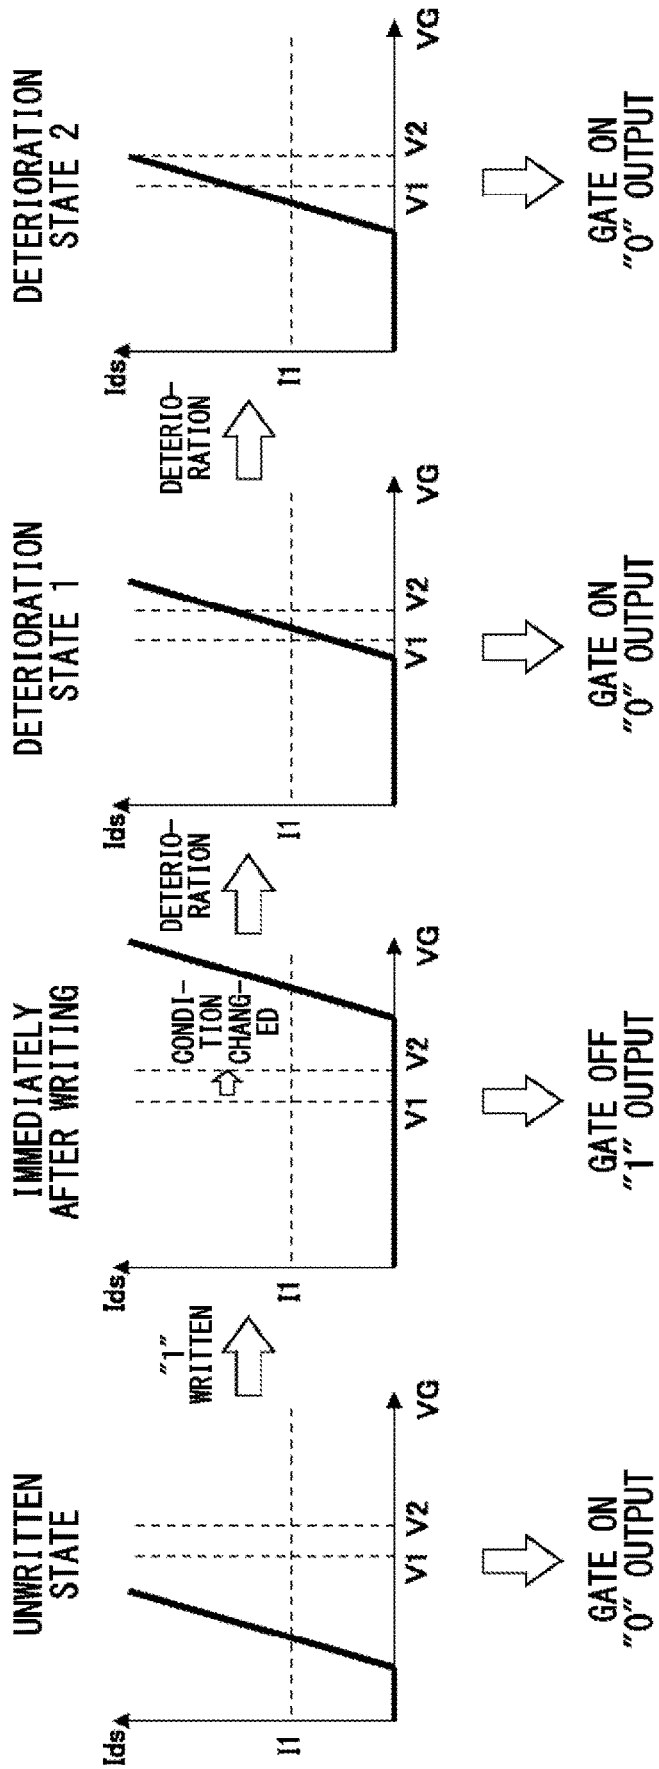 UNWRITTEN
STATE
Ids
I1
V1
V2
VG
GATE ON
"0" OUTPUT
"1"
WRITTEN
IMMEDIATELY
AFTER WRITING
Ids
I1
CONDI-
TION
CHANG-
ED
V1
V2
VG
GATE OFF
"1" OUTPUT
DETERIO-
RATION
DETERIORATION
STATE 1
Ids
I1
V1
V2
VG
GATE ON
"0" OUTPUT
DETERIO-
RATION
DETERIORATION
STATE 2
Ids
I1
V1
V2
VG
GATE ON
"0" OUTPUT